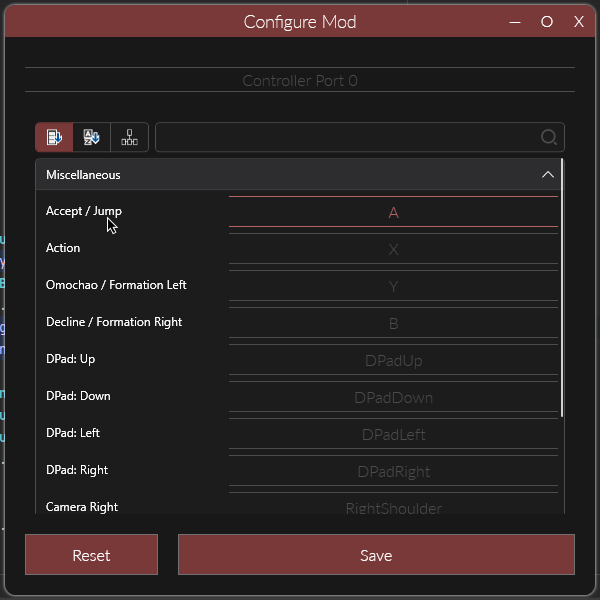 Configure Mod
Controller Port 0
Miscellaneous
Accept / Jump A
Action X
Omochao / Formation Left Y
Decline / Formation Right B
DPad: Up DPadUp
DPad: Down DPadDown
DPad: Left DPadLeft
DPad: Right DPadRight
Camera Right RightShoulder
Reset Save